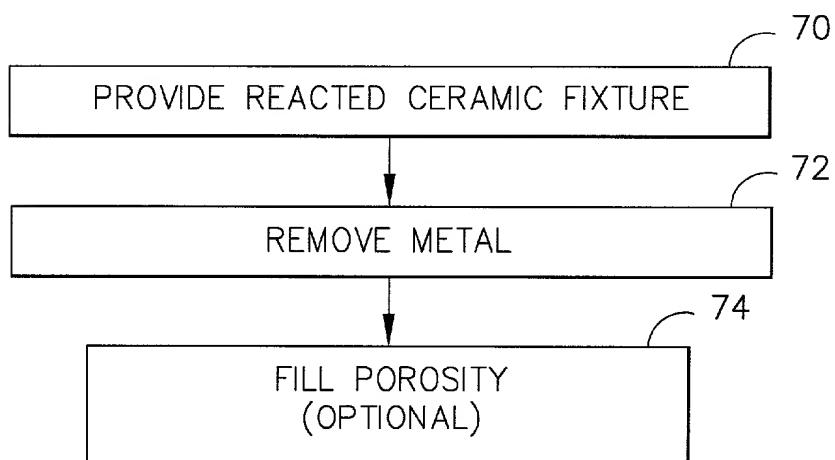 70
PROVIDE REACTED CERAMIC FIXTURE
72
REMOVE METAL
74
FILL POROSITY
(OPTIONAL)